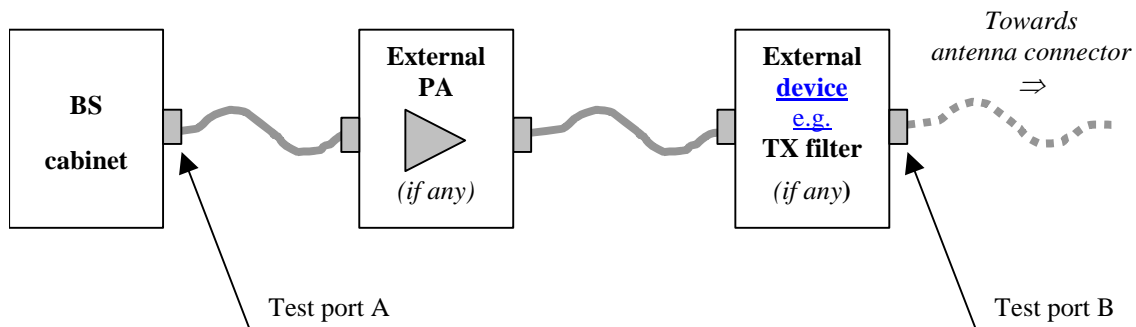 BS
cabinet
External
PA
(if any)
External
device
e.g.
TX filter
(if any)
Towards
antenna connector
⇒
Test port A
Test port B